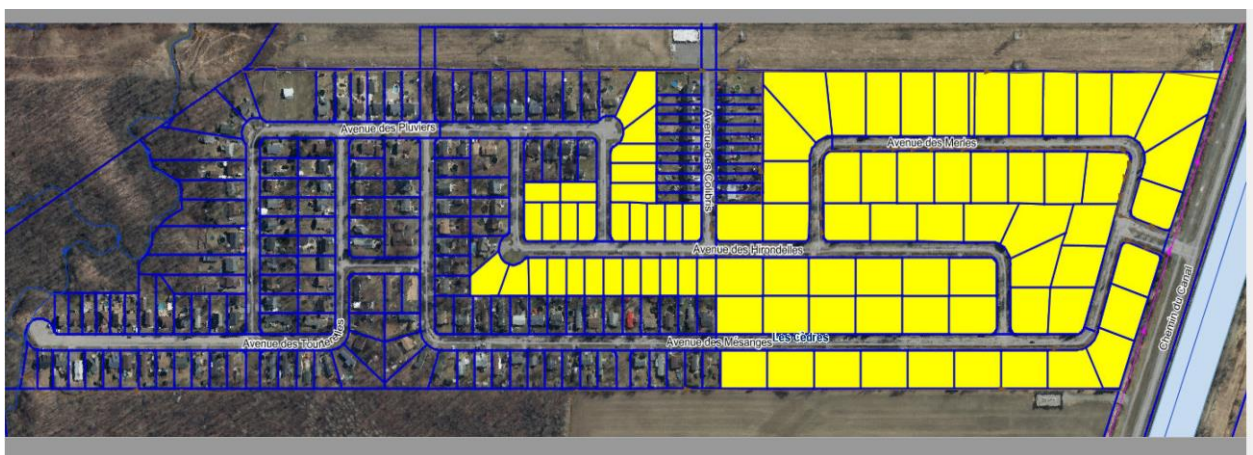 Avenue des Pluviers
Avenue des Colibris
Avenue des Merles
Avenue des Hirondelles
Chemin du Canal
Avenue des Mésanges
Les cèdres
Avenue des